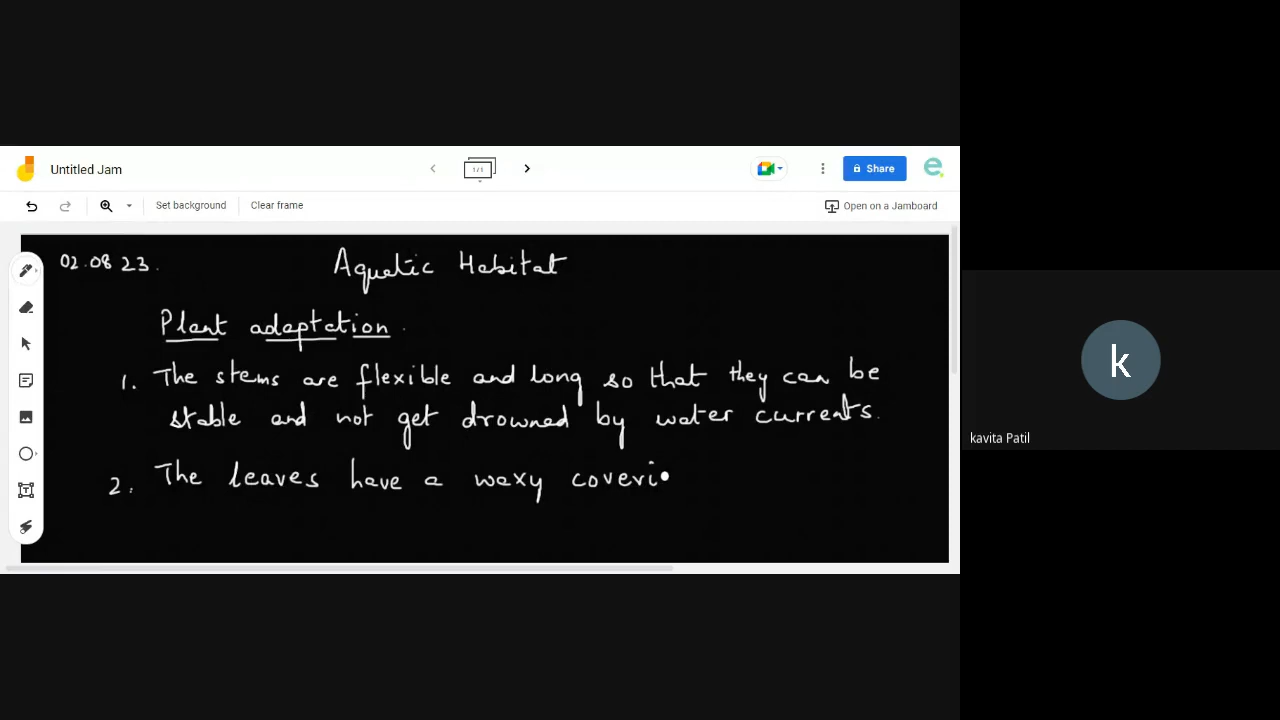 Untitled Jam
1/1
Share
Set background
Clear frame
Open on a Jamboard
02.08 23.
Aquatic Habitat
Plant adaptation.
1. The stems are flexible and long so that they can be
stable and not get drowned by water currents.
2. The leaves have a waxy coveri
k
kavita Patil